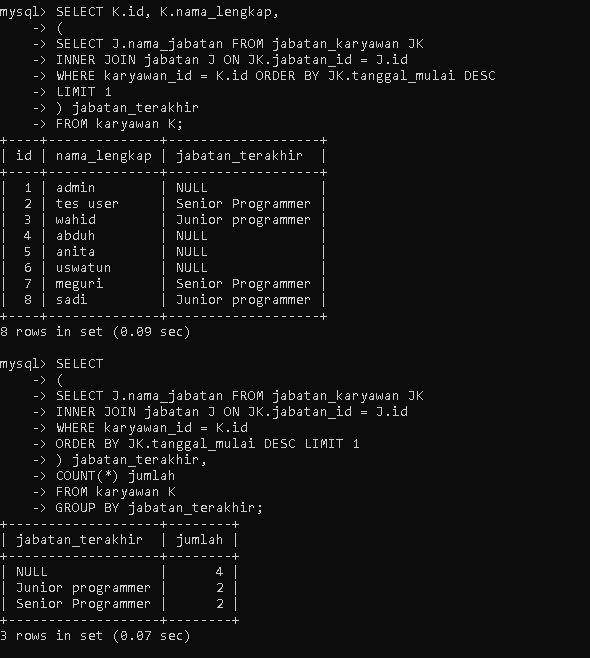 mysql> SELECT K.id, K.nama_lengkap,
    -> (
    -> SELECT J.nama_jabatan FROM jabatan_karyawan JK
    -> INNER JOIN jabatan J ON JK.jabatan_id = J.id
    -> WHERE karyawan_id = K.id ORDER BY JK.tanggal_mulai DESC
    -> LIMIT 1
    -> ) jabatan_terakhir
    -> FROM karyawan K;
+----+--------------+-------------------+
| id | nama_lengkap | jabatan_terakhir  |
+----+--------------+-------------------+
|  1 | admin        | NULL              |
|  2 | tes user     | Senior Programmer |
|  3 | wahid        | Junior programmer |
|  4 | abduh        | NULL              |
|  5 | anita        | NULL              |
|  6 | uswatun      | NULL              |
|  7 | meguri       | Senior Programmer |
|  8 | sadi         | Junior programmer |
+----+--------------+-------------------+
8 rows in set (0.09 sec)

mysql> SELECT
    -> (
    -> SELECT J.nama_jabatan FROM jabatan_karyawan JK
    -> INNER JOIN jabatan J ON JK.jabatan_id = J.id
    -> WHERE karyawan_id = K.id
    -> ORDER BY JK.tanggal_mulai DESC LIMIT 1
    -> ) jabatan_terakhir,
    -> COUNT(*) jumlah
    -> FROM karyawan K
    -> GROUP BY jabatan_terakhir;
+-------------------+--------+
| jabatan_terakhir  | jumlah |
+-------------------+--------+
| NULL              |      4 |
| Junior programmer |      2 |
| Senior Programmer |      2 |
+-------------------+--------+
3 rows in set (0.07 sec)